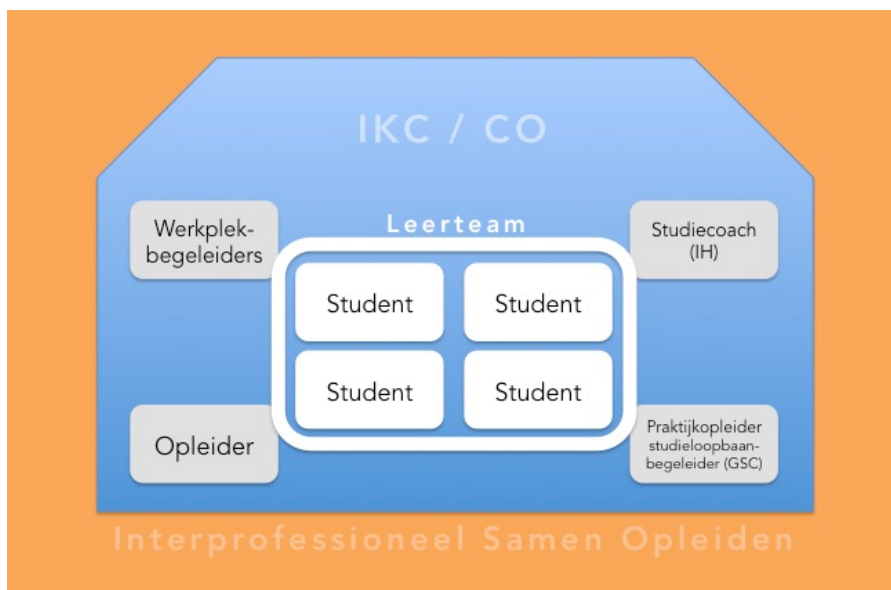 IKC / CO
Werkplek-
begeleiders
Leerteam
Studiecoach
(IH)
Student
Student
Student
Student
Opleider
Praktijkopleider
studieloopbaan-
begeleider (GSC)
Interprofessioneel Samen Opleiden